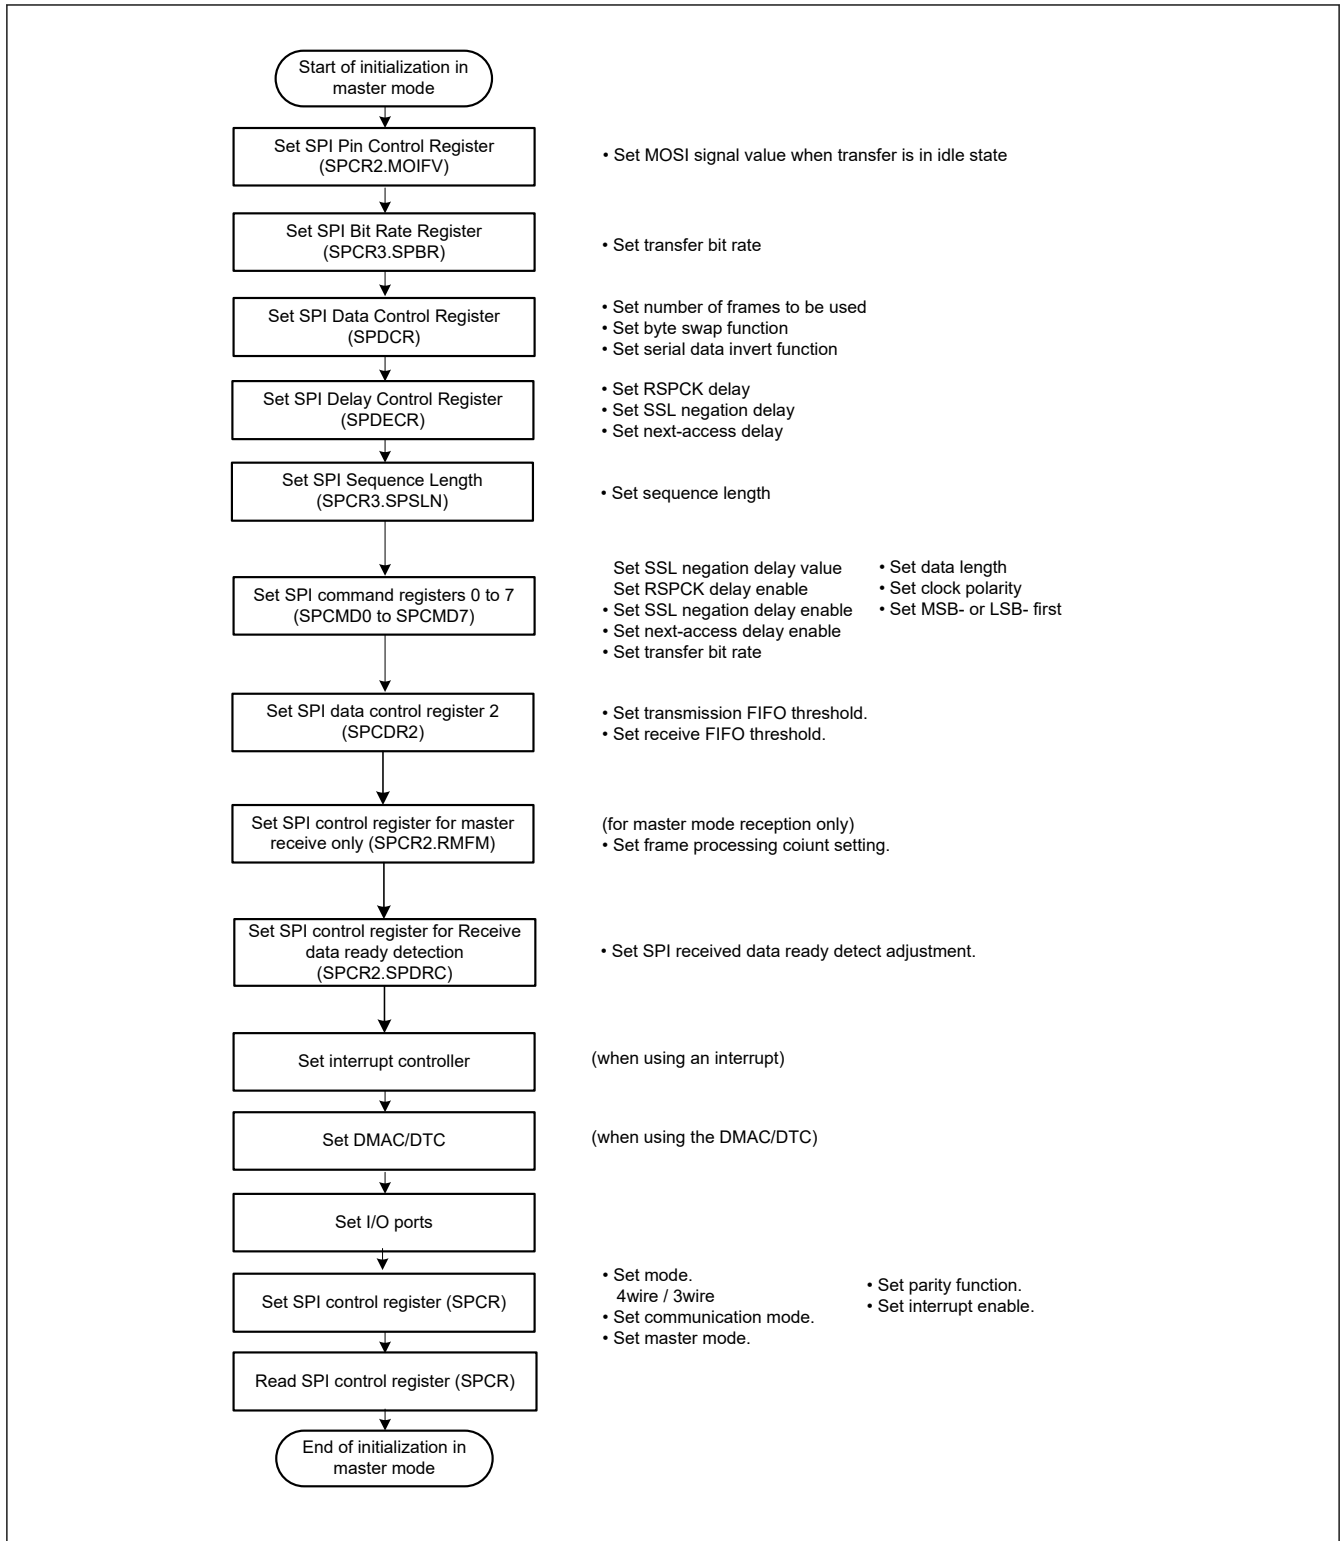 Start of initialization in
master mode
Set SPI Pin Control Register
(SPCR2.MOIFV)
• Set MOSI signal value when transfer is in idle state
Set SPI Bit Rate Register
(SPCR3.SPBR)
• Set transfer bit rate
Set SPI Data Control Register
(SPDCR)
• Set number of frames to be used
• Set byte swap function
• Set serial data invert function
Set SPI Delay Control Register
(SPDECR)
• Set RSPCK delay
• Set SSL negation delay
• Set next-access delay
Set SPI Sequence Length
(SPCR3.SPSLN)
• Set sequence length
Set SPI command registers 0 to 7
(SPCMD0 to SPCMD7)
Set SSL negation delay value
Set RSPCK delay enable
• Set SSL negation delay enable
• Set next-access delay enable
• Set transfer bit rate
• Set data length
• Set clock polarity
• Set MSB- or LSB- first
Set SPI data control register 2
(SPCDR2)
• Set transmission FIFO threshold.
• Set receive FIFO threshold.
Set SPI control register for master
receive only (SPCR2.RMFM)
(for master mode reception only)
• Set frame processing coiunt setting.
Set SPI control register for Receive
data ready detection
(SPCR2.SPDRC)
• Set SPI received data ready detect adjustment.
Set interrupt controller
(when using an interrupt)
Set DMAC/DTC
(when using the DMAC/DTC)
Set I/O ports
Set SPI control register (SPCR)
• Set mode.
4wire / 3wire
• Set communication mode.
• Set master mode.
• Set parity function.
• Set interrupt enable.
Read SPI control register (SPCR)
End of initialization in
master mode